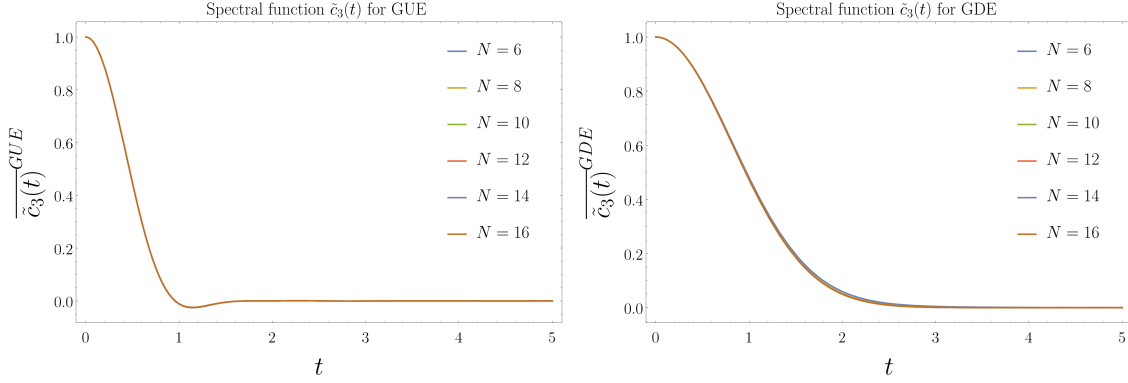 Spectral function c̃₃(t) for GUE
1.0
0.8
0.6
0.4
0.2
0.0
0 1 2 3 4 5
t
c̃₃(t)^GUE
N = 6
N = 8
N = 10
N = 12
N = 14
N = 16
Spectral function c̃₃(t) for GDE
1.0
0.8
0.6
0.4
0.2
0.0
0 1 2 3 4 5
t
c̃₃(t)^GDE
N = 6
N = 8
N = 10
N = 12
N = 14
N = 16